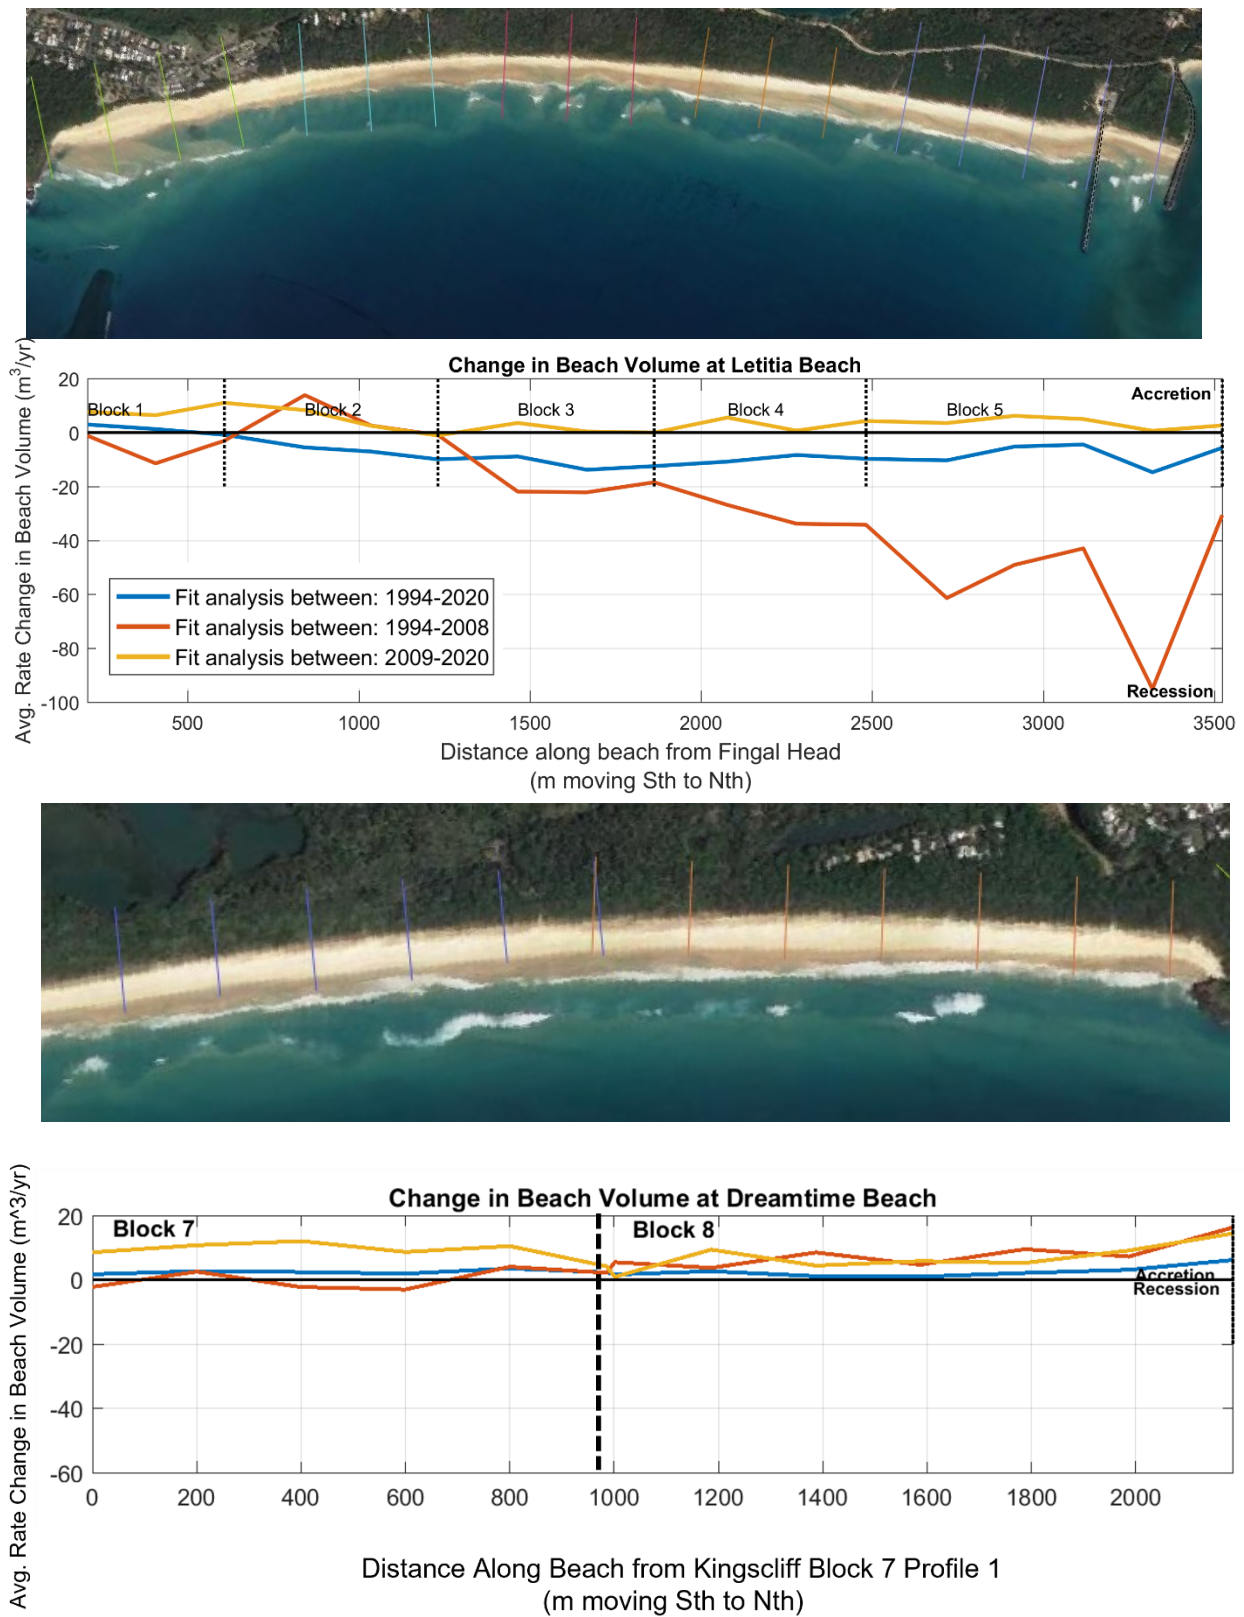 Change in Beach Volume at Letitia Beach
Avg. Rate Change in Beach Volume (m³/yr)
20
0
-20
-40
-60
-80
-100
Block 1
Block 2
Block 3
Block 4
Block 5
Accretion
Recession
Fit analysis between: 1994-2020
Fit analysis between: 1994-2008
Fit analysis between: 2009-2020
500
1000
1500
2000
2500
3000
3500
Distance along beach from Fingal Head
(m moving Sth to Nth)
Change in Beach Volume at Dreamtime Beach
Avg. Rate Change in Beach Volume (m^3/yr)
20
0
-20
-40
-60
Block 7
Block 8
Accretion
Recession
0
200
400
600
800
1000
1200
1400
1600
1800
2000
Distance Along Beach from Kingscliff Block 7 Profile 1
(m moving Sth to Nth)